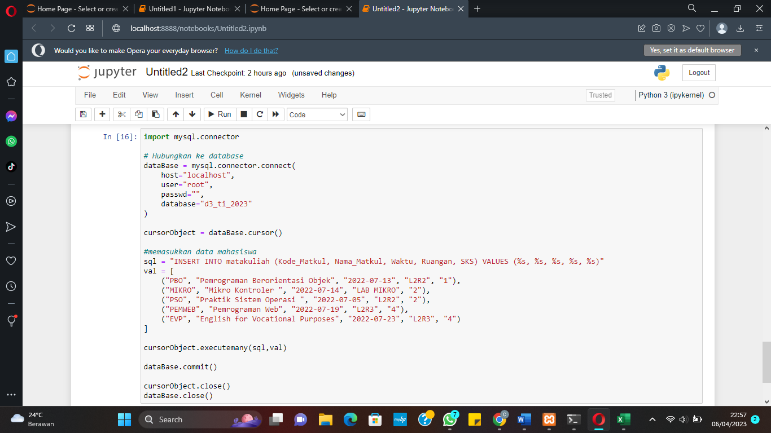 Home Page - Select or cre
Untitled1 - Jupyter Notebo
Home Page - Select or cre
Untitled2 - Jupyter Notebo
localhost:8888/notebooks/Untitled2.ipynb
Would you like to make Opera your everyday browser? How do I do that?
Yes, set it as default browser
jupyter Untitled2 Last Checkpoint: 2 hours ago (unsaved changes)
Logout
File Edit View Insert Cell Kernel Widgets Help
Trusted
Python 3 (ipykernel)
Run
Code
In [16]: import mysql.connector
# Hubungkan ke database
dataBase = mysql.connector.connect(
host="localhost",
user="root",
passwd="",
database="d3_ti_2023"
)
cursorObject = dataBase.cursor()
#memasukkan data mahasiswa
sql = "INSERT INTO matakuliah (Kode_Matkul, Nama_Matkul, Waktu, Ruangan, SKS) VALUES (%s, %s, %s, %s, %s)"
val = [
("PBO", "Pemrograman Berorientasi Objek", "2022-07-13", "L2R2", "1"),
("MIKRO", "Mikro Kontroler ", "2022-07-14", "LAB MIKRO", "2"),
("PSO", "Praktik Sistem Operasi ", "2022-07-05", "L2R2", "2"),
("PEMWEB", "Pemrograman Web", "2022-07-19", "L2R3", "4"),
("EVP", "English for Vocational Purposes", "2022-07-23", "L2R3", "4")
]
cursorObject.executemany(sql,val)
dataBase.commit()
cursorObject.close()
dataBase.close()
24°C
Berawan
Search
22:57
06/04/2023